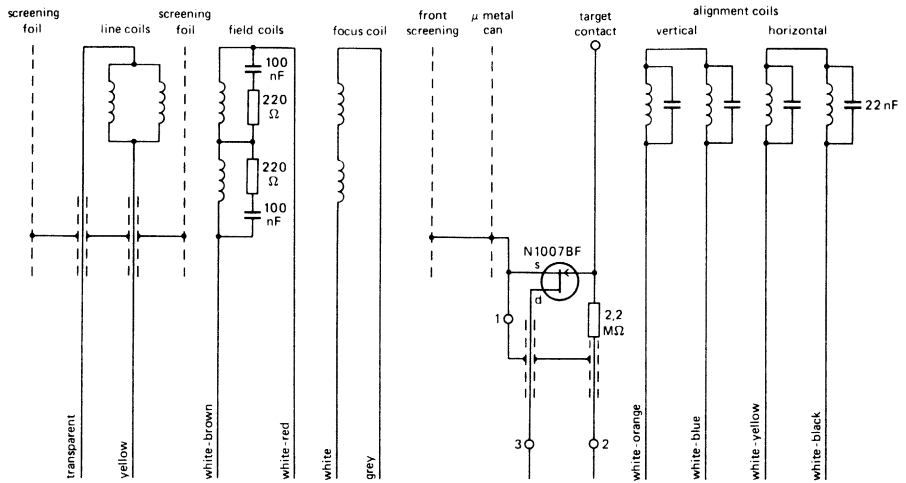 screening
foil
line coils
screening
foil
field coils
focus coil
front
screening
μ metal
can
target
contact
alignment coils
vertical
horizontal
100
nF
220
Ω
220
Ω
100
nF
22 nF
N1007BF
s
d
1
2,2
MΩ
3
2
transparent
yellow
white-brown
white-red
white
grey
white-orange
white-blue
white-yellow
white-black